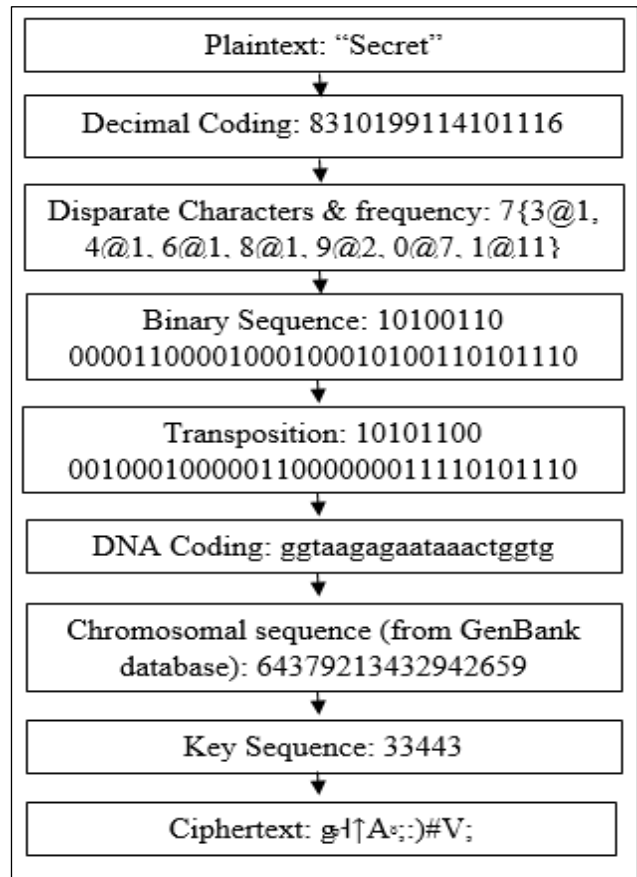 Plaintext: “Secret”
Decimal Coding: 8310199114101116
Disparate Characters & frequency: 7{3@1,
4@1, 6@1, 8@1, 9@2, 0@7, 1@11}
Binary Sequence: 10100110
00001100001000100010100110101110
Transposition: 10101100
00100010000011000000011110101110
DNA Coding: ggtaagagaataaactggtg
Chromosomal sequence (from GenBank
database): 64379213432942659
Key Sequence: 33443
Ciphertext: